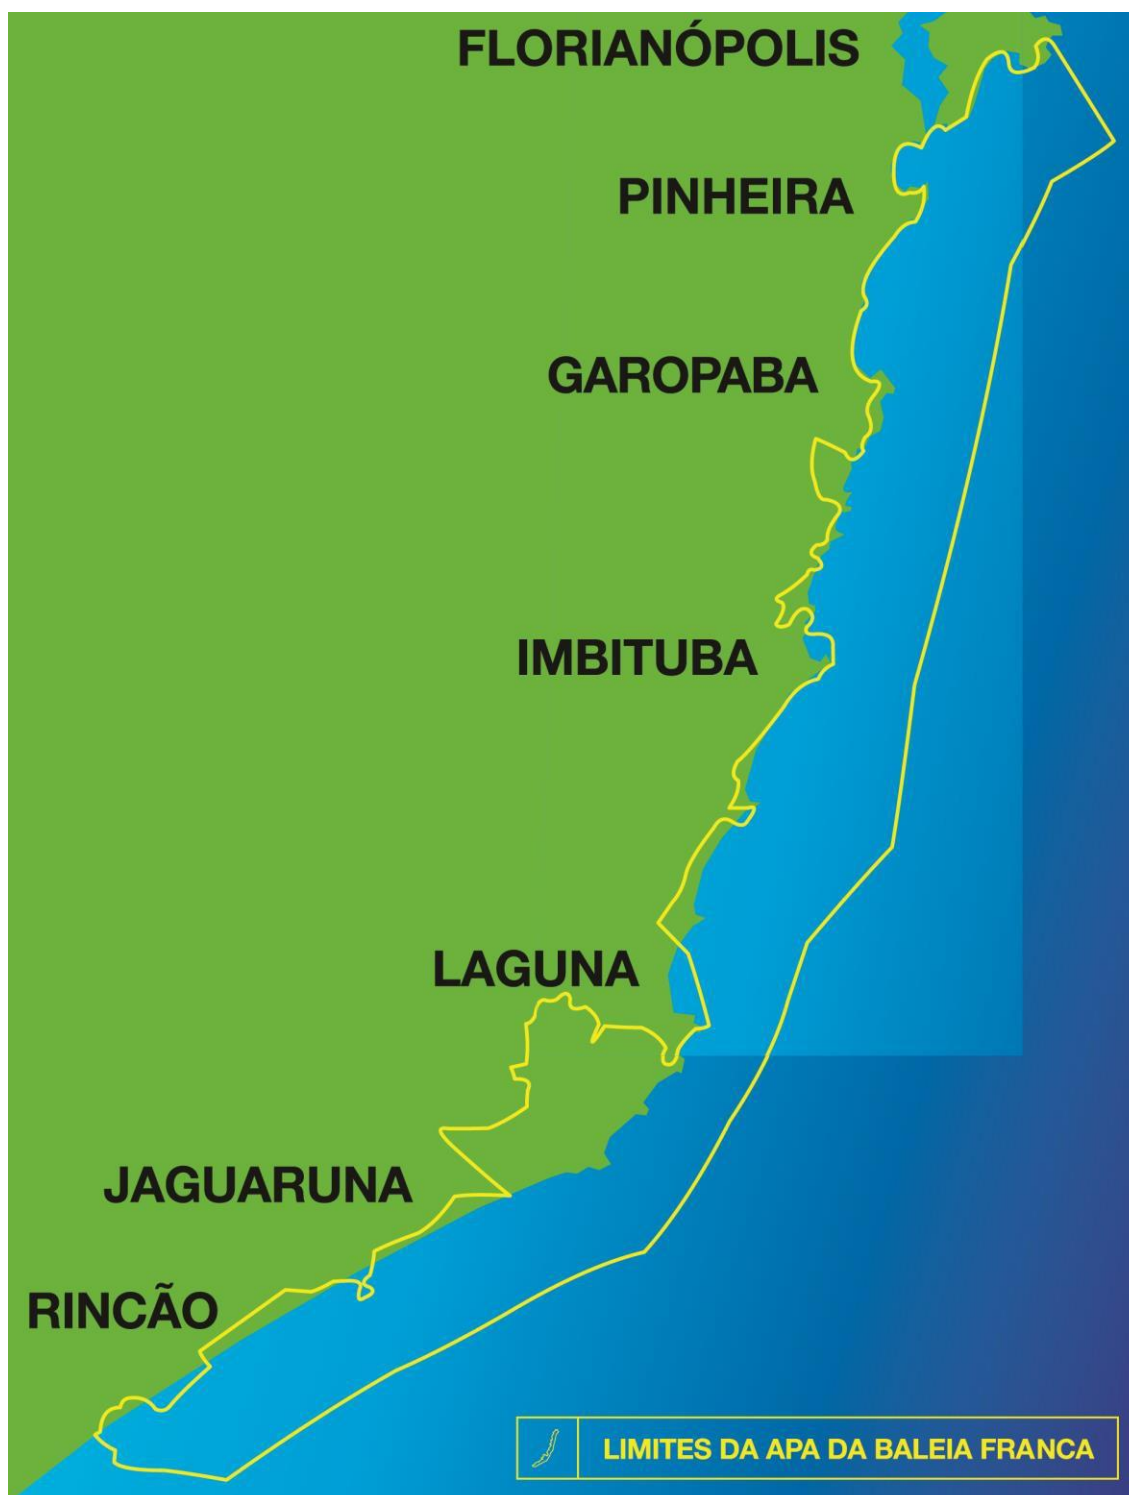 FLORIANÓPOLIS
PINHEIRA
GAROPABA
IMBITUBA
LAGUNA
JAGUARUNA
RINCÃO
LIMITES DA APA DA BALEIA FRANCA